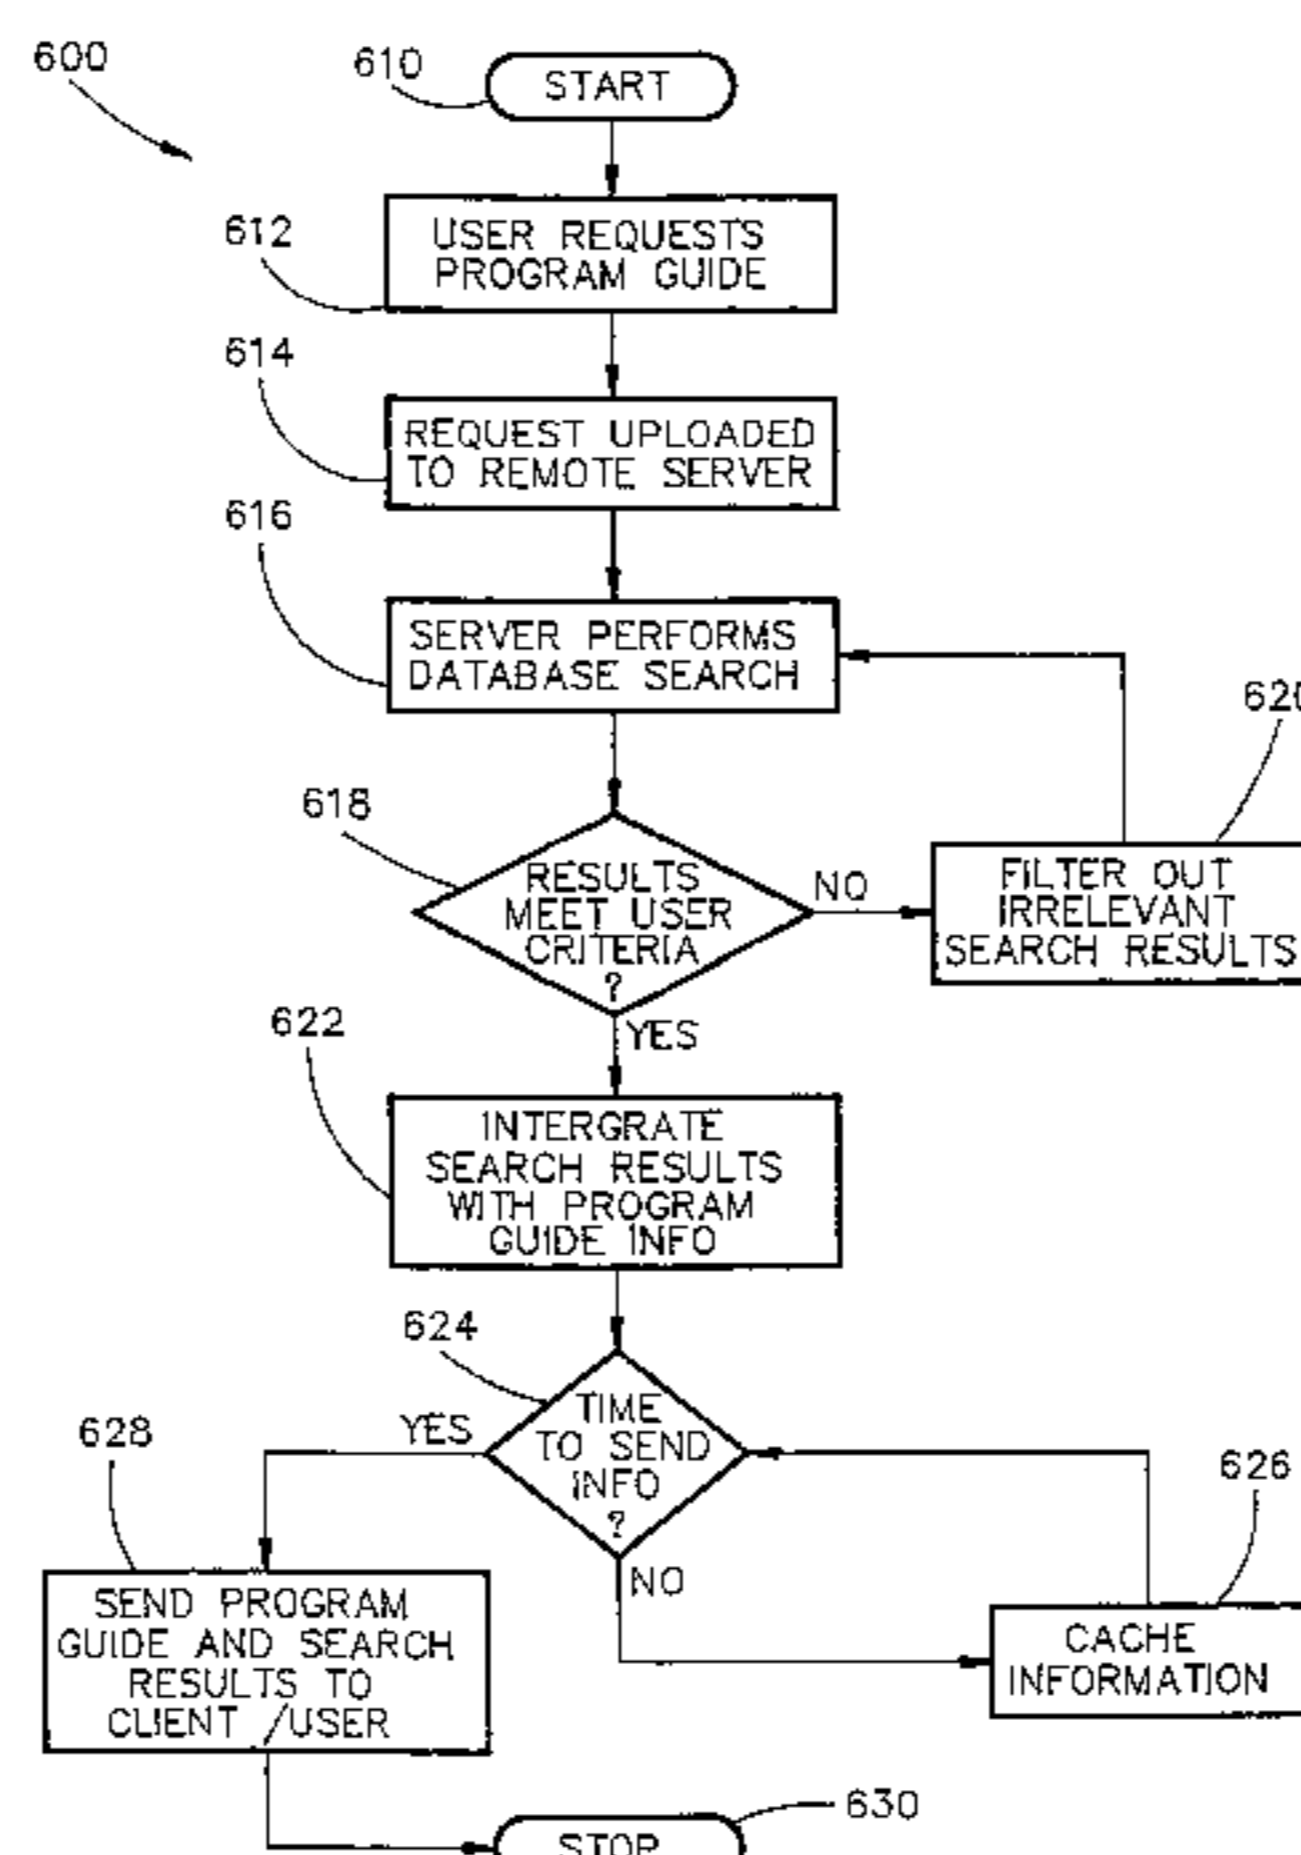 600
610
START
612
USER REQUESTS
PROGRAM GUIDE
614
REQUEST UPLOADED
TO REMOTE SERVER
616
SERVER PERFORMS
DATABASE SEARCH
620
618
RESULTS
MEET USER
CRITERIA
?
NO
FILTER OUT
IRRELEVANT
SEARCH RESULTS
YES
622
INTERGRATE
SEARCH RESULTS
WITH PROGRAM
GUIDE INFO
624
TIME
TO SEND
INFO
?
YES
NO
628
626
SEND PROGRAM
GUIDE AND SEARCH
RESULTS TO
CLIENT /USER
CACHE
INFORMATION
630
STOP